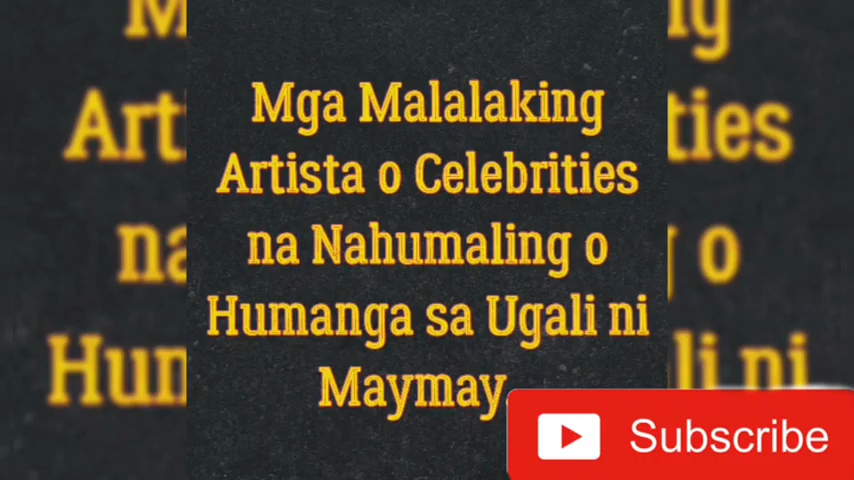 Mga Malalaking
Artista o Celebrities
na Nahumaling o
Humanga sa Ugali ni
Maymay.
Subscribe